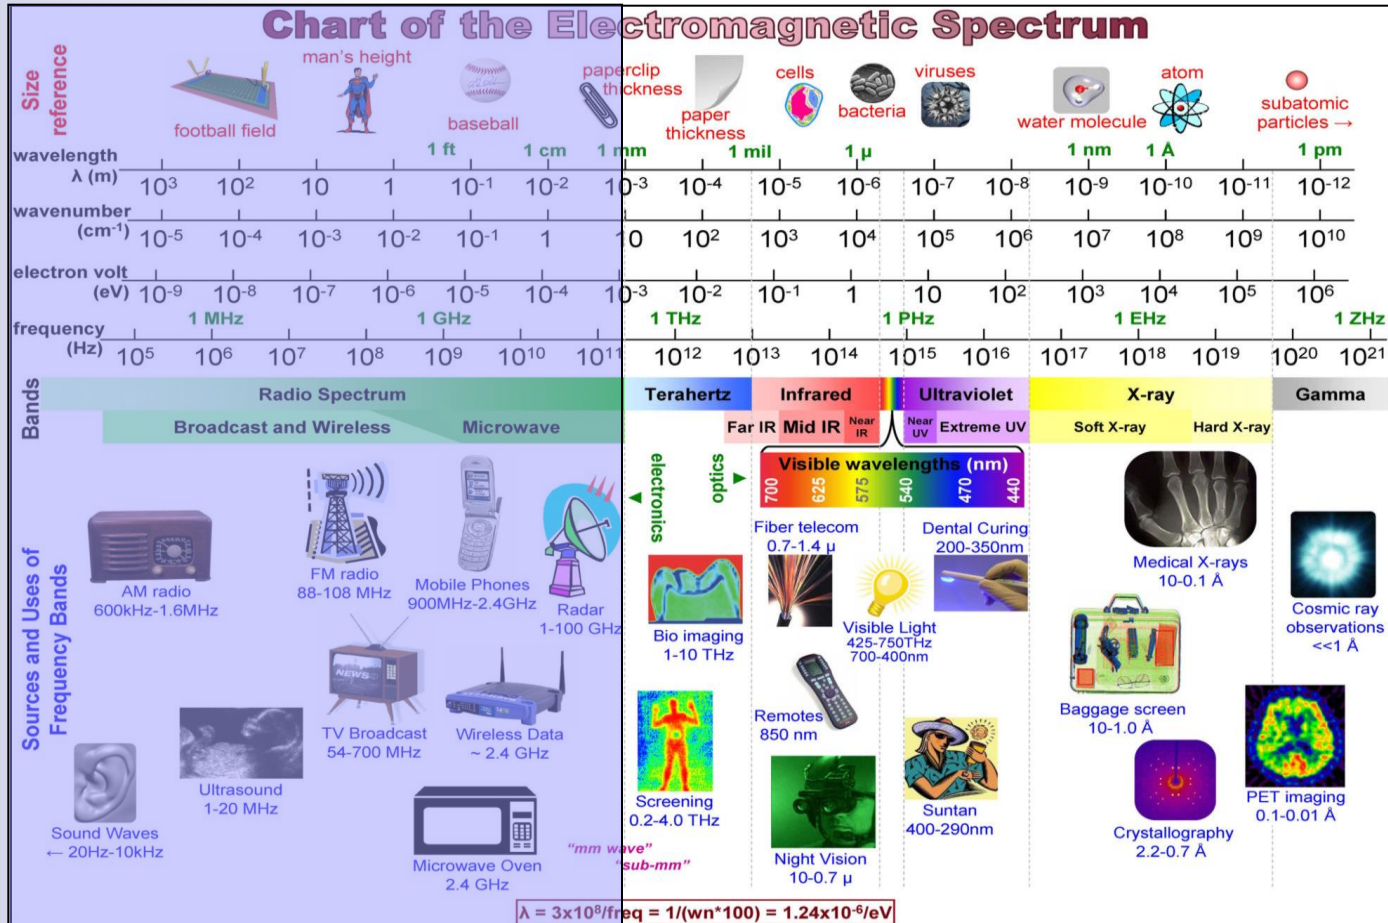 Chart of the Electromagnetic Spectrum
Size
reference
football field
man's height
baseball
paperclip
thickness
paper
thickness
cells
bacteria
viruses
water molecule
atom
subatomic
particles →
wavelength
λ (m)
1 ft 1 cm 1 mm 1 mil 1 μ 1 nm 1 Å 1 pm
10³ 10² 10 1 10⁻¹ 10⁻² 10⁻³ 10⁻⁴ 10⁻⁵ 10⁻⁶ 10⁻⁷ 10⁻⁸ 10⁻⁹ 10⁻¹⁰ 10⁻¹¹ 10⁻¹²
wavenumber
(cm⁻¹)
10⁻⁵ 10⁻⁴ 10⁻³ 10⁻² 10⁻¹ 1 10 10² 10³ 10⁴ 10⁵ 10⁶ 10⁷ 10⁸ 10⁹ 10¹⁰
electron volt
(eV)
10⁻⁹ 10⁻⁸ 10⁻⁷ 10⁻⁶ 10⁻⁵ 10⁻⁴ 10⁻³ 10⁻² 10⁻¹ 1 10 10² 10³ 10⁴ 10⁵ 10⁶
frequency
(Hz)
1 MHz 1 GHz 1 THz 1 PHz 1 EHz 1 ZHz
10⁵ 10⁶ 10⁷ 10⁸ 10⁹ 10¹⁰ 10¹¹ 10¹² 10¹³ 10¹⁴ 10¹⁵ 10¹⁶ 10¹⁷ 10¹⁸ 10¹⁹ 10²⁰ 10²¹
Bands
Radio Spectrum Terahertz Infrared Ultraviolet X-ray Gamma
Broadcast and Wireless Microwave Far IR Mid IR Near IR Near UV Extreme UV Soft X-ray Hard X-ray
electronics
optics
Visible wavelengths (nm)
700 625 575 540 470 440
Sources and Uses of
Frequency Bands
AM radio
600kHz-1.6MHz
FM radio
88-108 MHz
Mobile Phones
900MHz-2.4GHz
Radar
1-100 GHz
Bio imaging
1-10 THz
Fiber telecom
0.7-1.4 μ
Visible Light
425-750THz
700-400nm
Dental Curing
200-350nm
Medical X-rays
10-0.1 Å
Cosmic ray
observations
<<1 Å
Sound Waves
← 20Hz-10kHz
Ultrasound
1-20 MHz
NEWS
TV Broadcast
54-700 MHz
Wireless Data
~ 2.4 GHz
Microwave Oven
2.4 GHz
"mm wave"
"sub-mm"
Screening
0.2-4.0 THz
Remotes
850 nm
Night Vision
10-0.7 μ
Suntan
400-290nm
Baggage screen
10-1.0 Å
Crystallography
2.2-0.7 Å
PET imaging
0.1-0.01 Å
λ = 3x10⁸/freq = 1/(wn*100) = 1.24x10⁻⁶/eV